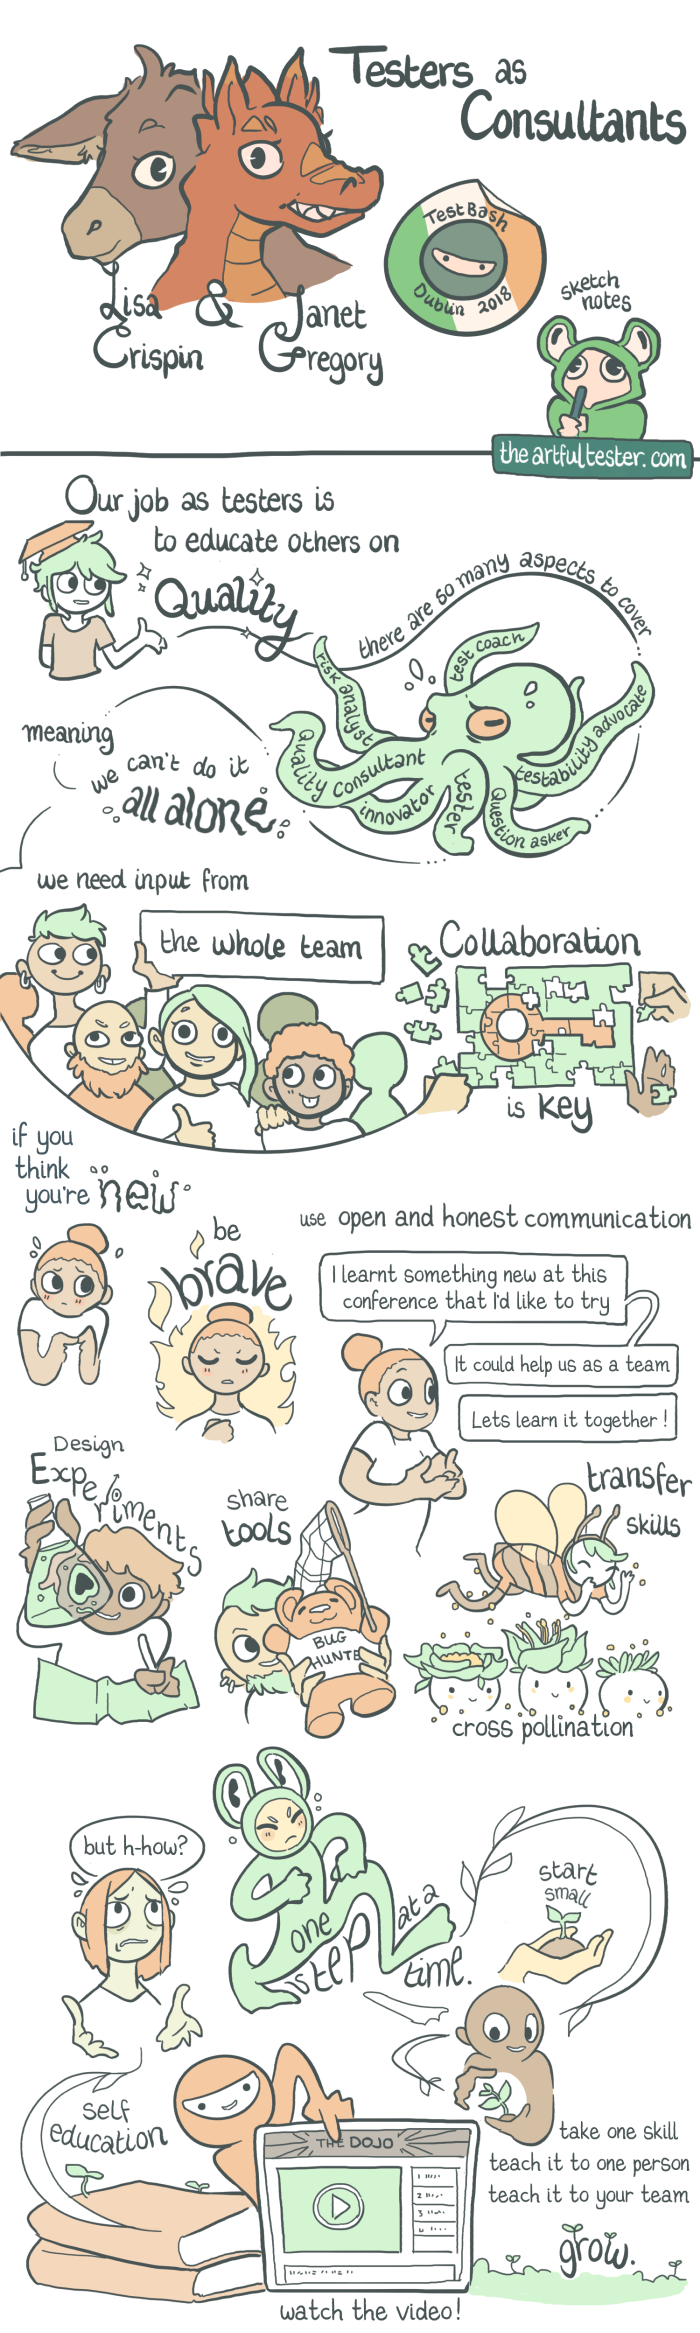 Testers as
Consultants
TestBash
Dublin 2018
Lisa & Janet
Crispin Gregory
sketch
notes
theartfultester.com
Our job as testers is
to educate others on
Quality
there are so many aspects to cover
test coach
risk analyst
testability advocate
Quality Consultant
innovator
tester
Question asker
meaning
we can't do it
all alone
we need input from
the whole team
Collaboration
is key
if you
think
you're new
be
brave
use open and honest communication
I learnt something new at this
conference that I'd like to try
It could help us as a team
Lets learn it together !
Design
Experiments
share
tools
BUG
HUNTE
transfer
skills
cross pollination
but h-how?
one
step
at a
time.
start
small
self
education
THE DOJO
1
2
3
4
take one skill
teach it to one person
teach it to your team
grow.
watch the video!